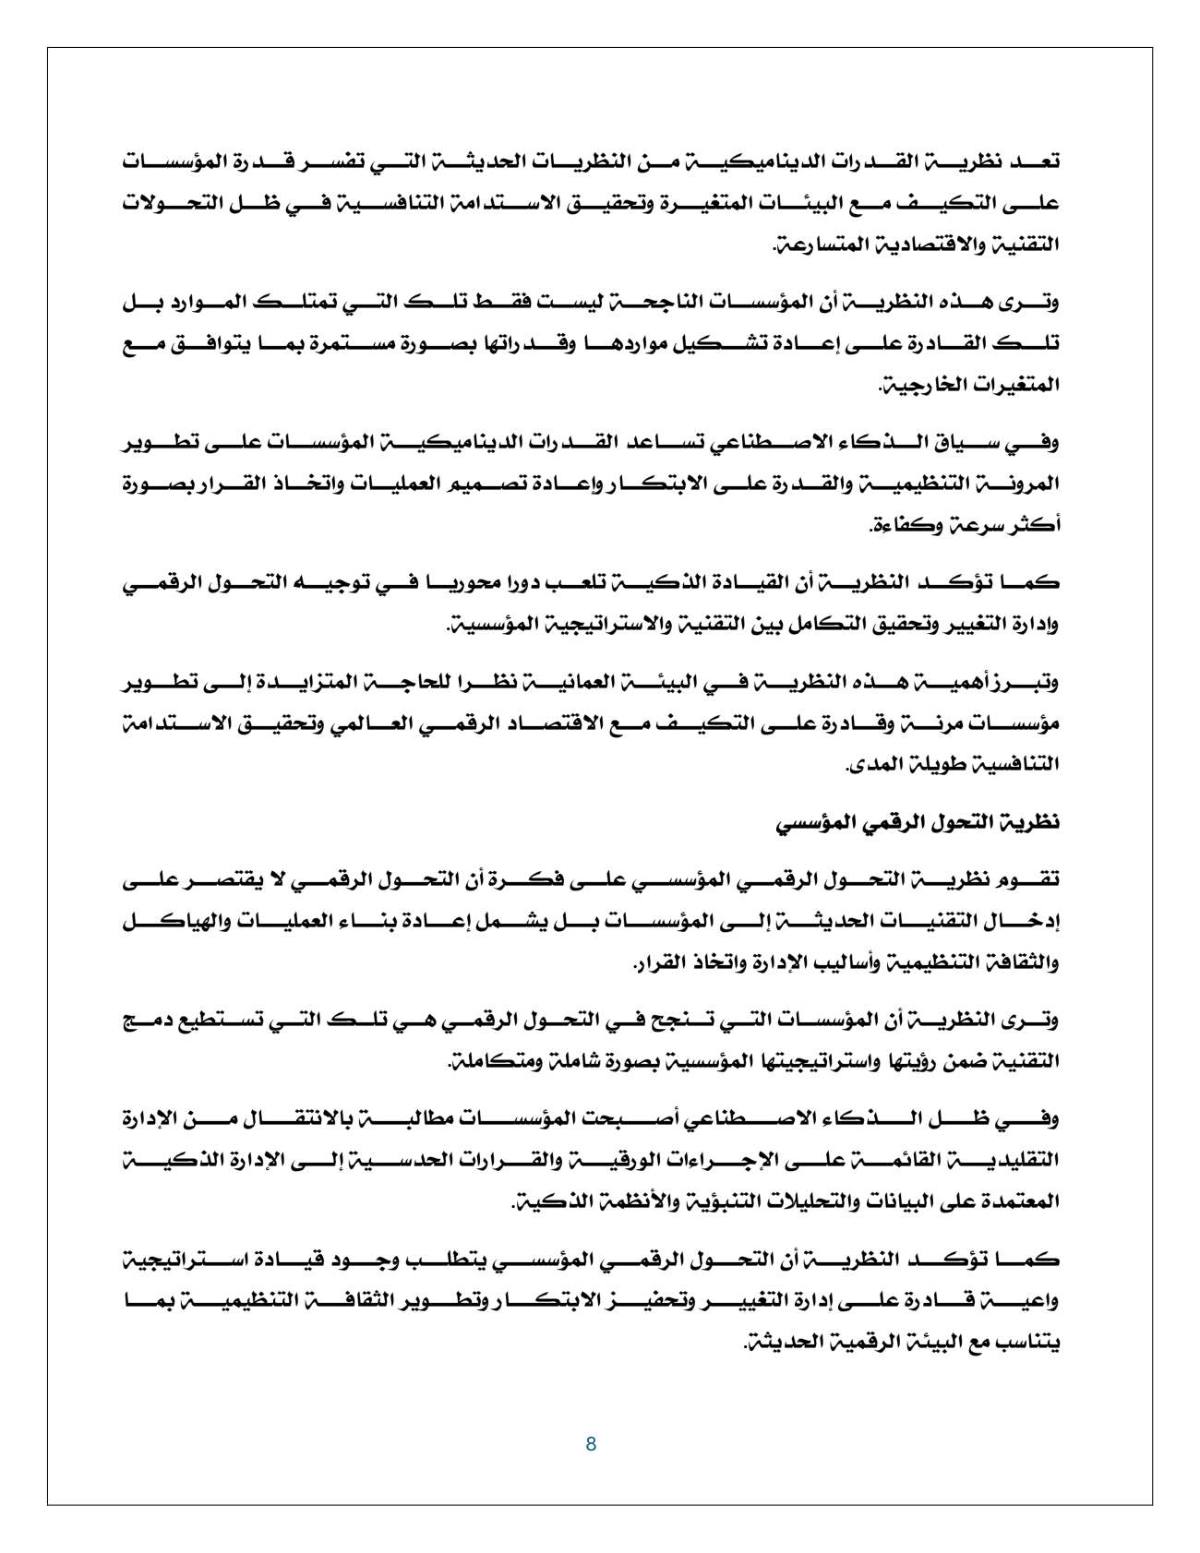 تعد نظرية القدرات الديناميكية من النظريات الحديثة التي تفسر قدرة المؤسسات
على التكيف مع البيئات المتغيرة وتحقيق الاستدامة التنافسية في ظل التحولات
التقنية والاقتصادية المتسارعة.
وترى هذه النظرية أن المؤسسات الناجحة ليست فقط تلك التي تمتلك الموارد بل
تلك القادرة على إعادة تشكيل مواردها وقدراتها بصورة مستمرة بما يتوافق مع
المتغيرات الخارجية.
وفي سياق الذكاء الاصطناعي تساعد القدرات الديناميكية المؤسسات على تطوير
المرونة التنظيمية والقدرة على الابتكار وإعادة تصميم العمليات واتخاذ القرار بصورة
أكثر سرعة وكفاءة.
كما تؤكد النظرية أن القيادة الذكية تلعب دورا محوريا في توجيه التحول الرقمي
وإدارة التغيير وتحقيق التكامل بين التقنية والاستراتيجية المؤسسية.
وتبرز أهمية هذه النظرية في البيئة العمانية نظرا للحاجة المتزايدة إلى تطوير
مؤسسات مرنة وقادرة على التكيف مع الاقتصاد الرقمي العالمي وتحقيق الاستدامة
التنافسية طويلة المدى.
نظرية التحول الرقمي المؤسسي
تقوم نظرية التحول الرقمي المؤسسي على فكرة أن التحول الرقمي لا يقتصر على
إدخال التقنيات الحديثة إلى المؤسسات بل يشمل إعادة بناء العمليات والهياكل
والثقافة التنظيمية وأساليب الإدارة واتخاذ القرار.
وترى النظرية أن المؤسسات التي تنجح في التحول الرقمي هي تلك التي تستطيع دمج
التقنية ضمن رؤيتها واستراتيجيتها المؤسسية بصورة شاملة ومتكاملة.
وفي ظل الذكاء الاصطناعي أصبحت المؤسسات مطالبة بالانتقال من الإدارة
التقليدية القائمة على الإجراءات الورقية والقرارات الحدسية إلى الإدارة الذكية
المعتمدة على البيانات والتحليلات التنبؤية والأنظمة الذكية.
كما تؤكد النظرية أن التحول الرقمي المؤسسي يتطلب وجود قيادة استراتيجية
واعية قادرة على إدارة التغيير وتحفيز الابتكار وتطوير الثقافة التنظيمية بما
يتناسب مع البيئة الرقمية الحديثة.
8